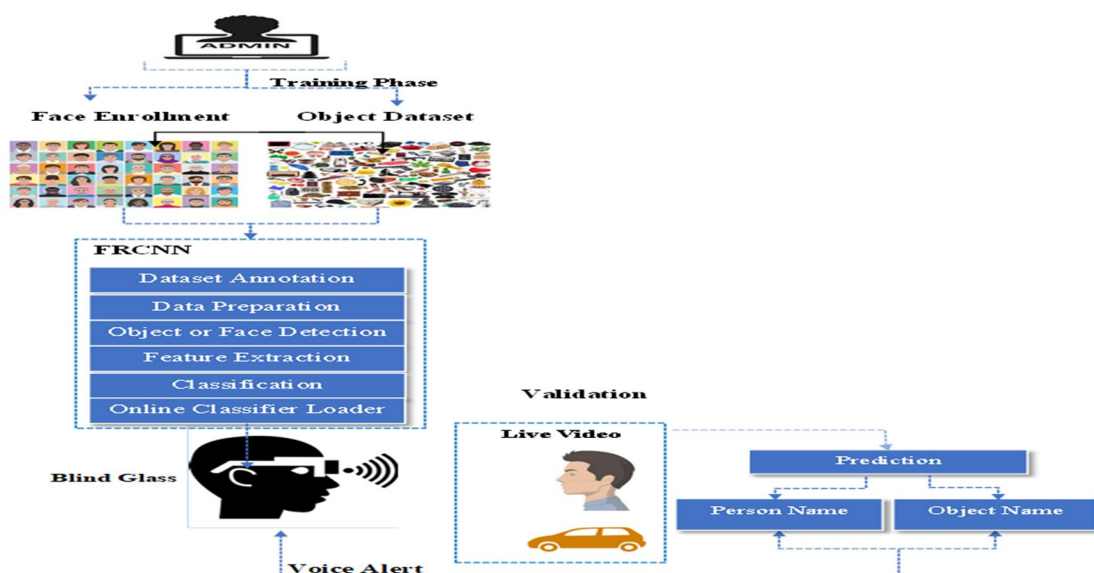 ADMIN
Training Phase
Face Enrollment
Object Dataset
FRCNN
Dataset Annotation
Data Preparation
Object or Face Detection
Feature Extraction
Classification
Online Classifier Loader
Validation
Live Video
Blind Glass
Prediction
Person Name
Object Name
Voice Alert